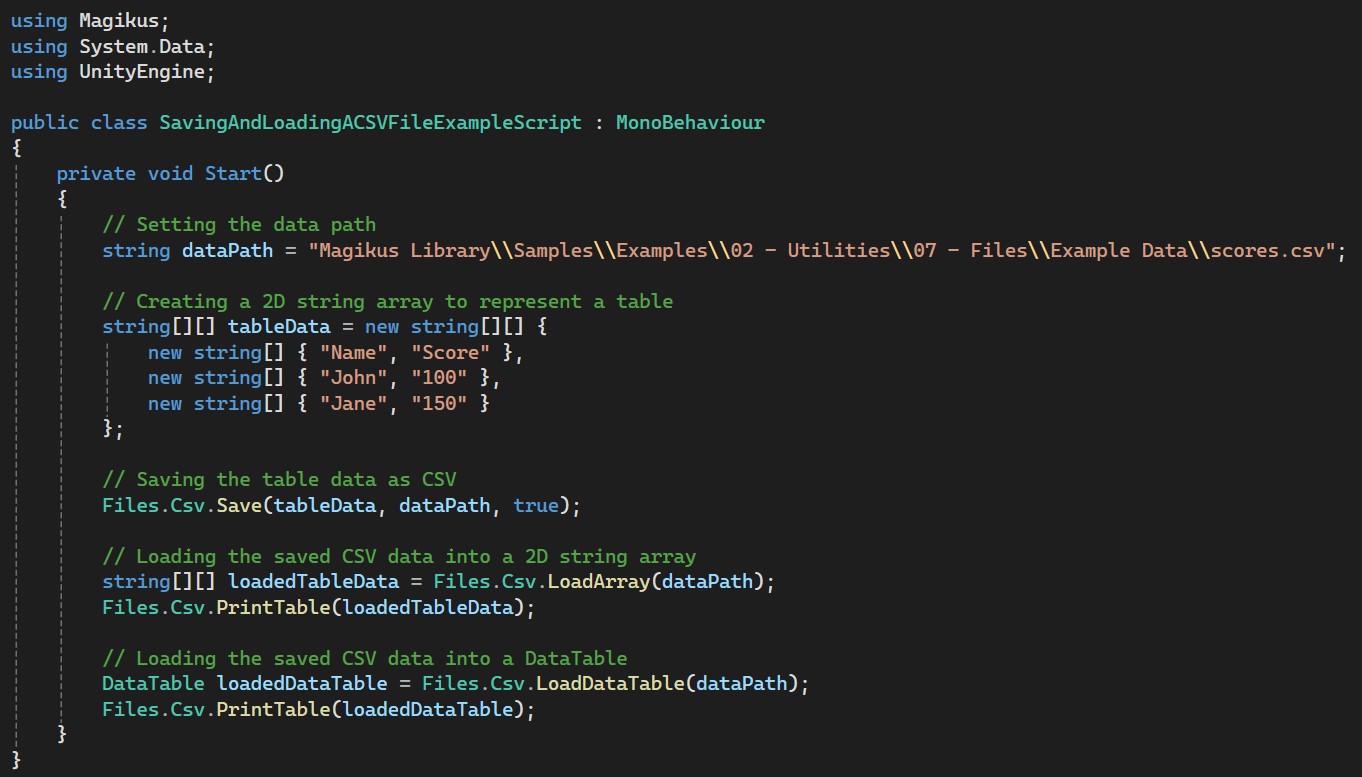 using Magikus;
using System.Data;
using UnityEngine;
public class SavingAndLoadingACSVFileExampleScript : MonoBehaviour
{
    private void Start()
    {
        // Setting the data path
        string dataPath = "Magikus Library\\Samples\\Examples\\02 - Utilities\\07 - Files\\Example Data\\scores.csv";
        // Creating a 2D string array to represent a table
        string[][] tableData = new string[][] {
            new string[] { "Name", "Score" },
            new string[] { "John", "100" },
            new string[] { "Jane", "150" }
        };
        // Saving the table data as CSV
        Files.Csv.Save(tableData, dataPath, true);
        // Loading the saved CSV data into a 2D string array
        string[][] loadedTableData = Files.Csv.LoadArray(dataPath);
        Files.Csv.PrintTable(loadedTableData);
        // Loading the saved CSV data into a DataTable
        DataTable loadedDataTable = Files.Csv.LoadDataTable(dataPath);
        Files.Csv.PrintTable(loadedDataTable);
    }
}